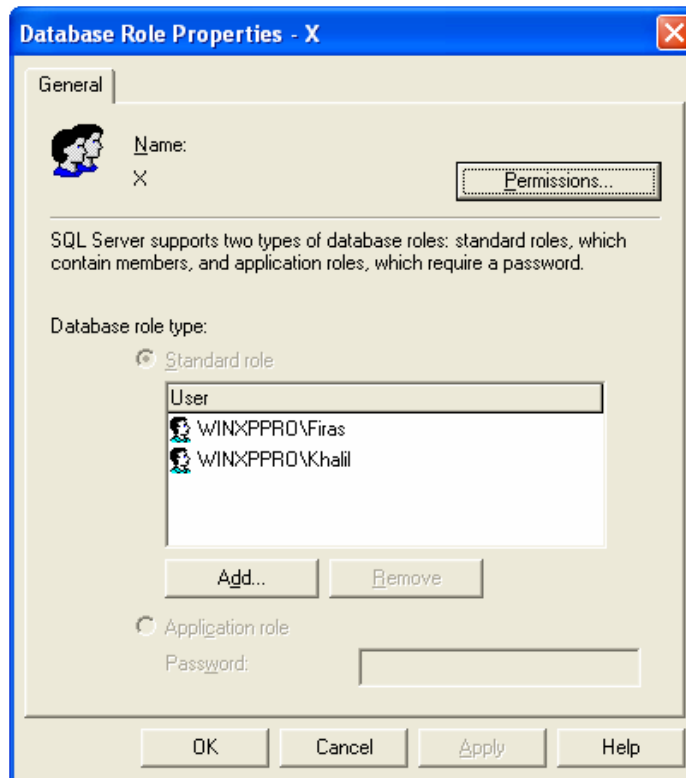 Database Role Properties - X
General
Name:
X
Permissions...
SQL Server supports two types of database roles: standard roles, which
contain members, and application roles, which require a password.
Database role type:
Standard role
User
WINXPPRO\Firas
WINXPPRO\Khalil
Add...
Remove
Application role
Password:
OK
Cancel
Apply
Help